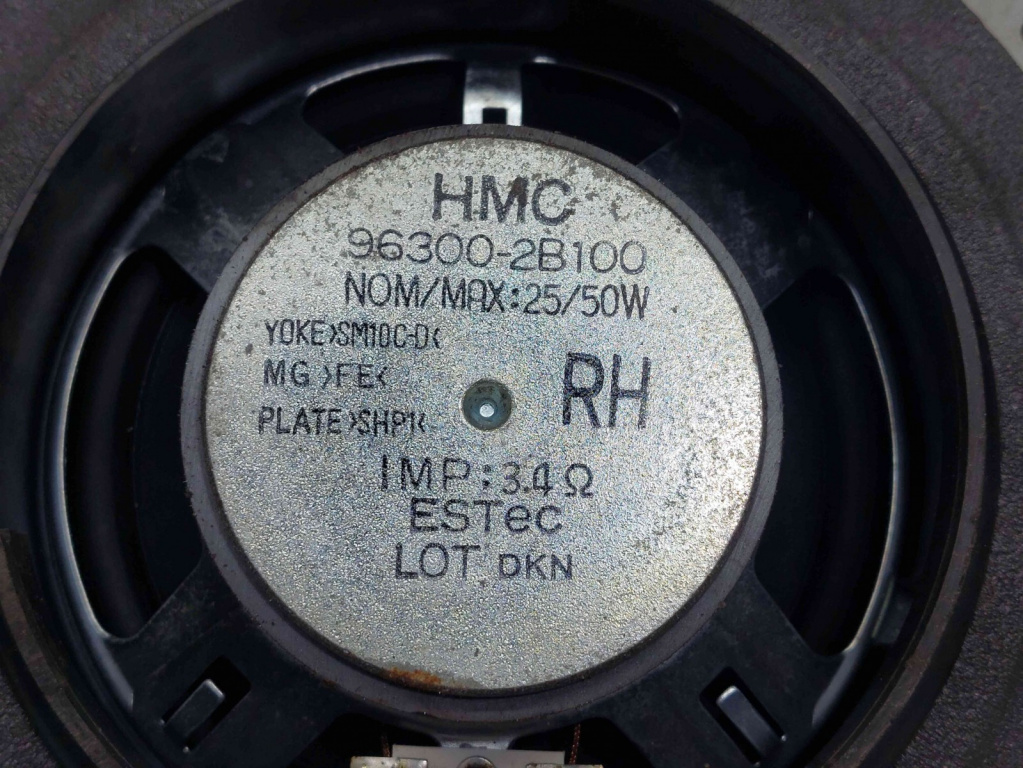 HMC
96300-2B100
NOM/MAX:25/50W
YOKE>SM10C-D<
MG >FE<
PLATE>SHP1<
RH
IMP: 3.4Ω
ESTec
LOT DKN